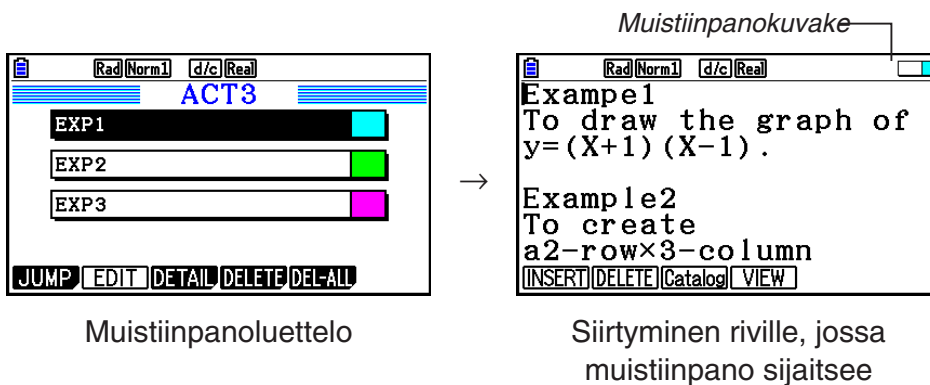 Muistiinpanokuvake
Rad Norm1 d/c Real
ACT3
EXP1
EXP2
EXP3
JUMP EDIT DETAIL DELETE DEL-ALL
Muistiinpanoluettelo
→
Rad Norm1 d/c Real
Exampe1
To draw the graph of
y=(X+1)(X−1).
Example2
To create
a2−row×3−column
INSERT DELETE Catalog VIEW
Siirtyminen riville, jossa
muistiinpano sijaitsee